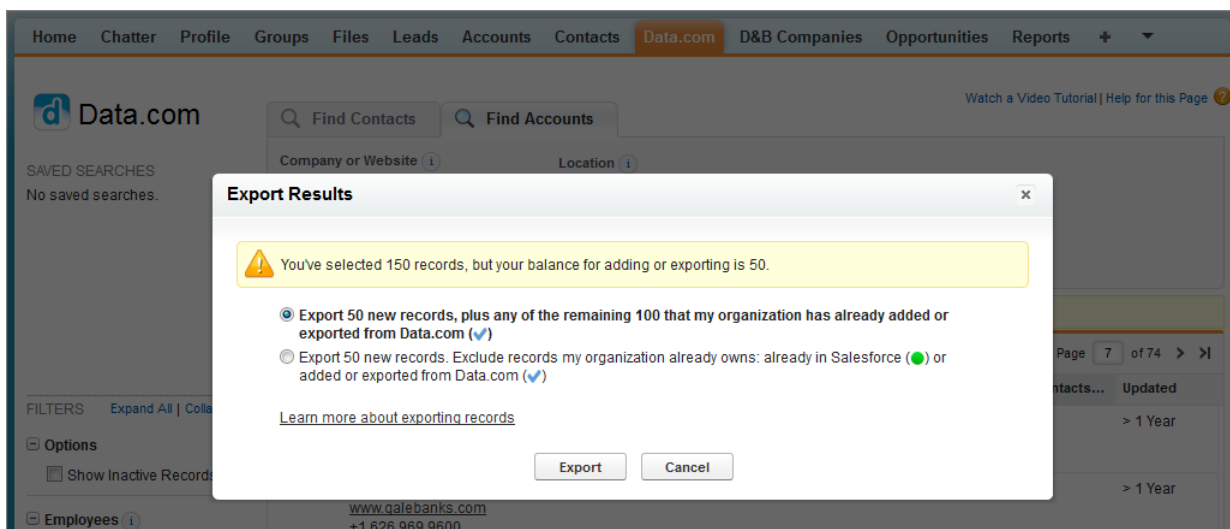 Home Chatter Profile Groups Files Leads Accounts Contacts Data.com D&B Companies Opportunities Reports +
Watch a Video Tutorial | Help for this Page ?
d Data.com
Find Contacts Find Accounts
SAVED SEARCHES
No saved searches.
Company or Website i Location i
Export Results x
You've selected 150 records, but your balance for adding or exporting is 50.
Export 50 new records, plus any of the remaining 100 that my organization has already added or
exported from Data.com (✔)
Export 50 new records. Exclude records my organization already owns: already in Salesforce (●) or
added or exported from Data.com (✔)
Learn more about exporting records
Export Cancel
Page 7 of 74 > >|
ntacts... Updated
> 1 Year
> 1 Year
FILTERS Expand All | Colla
Options
Show Inactive Records
Employees i
www.galebanks.com
+1.626.969.9600